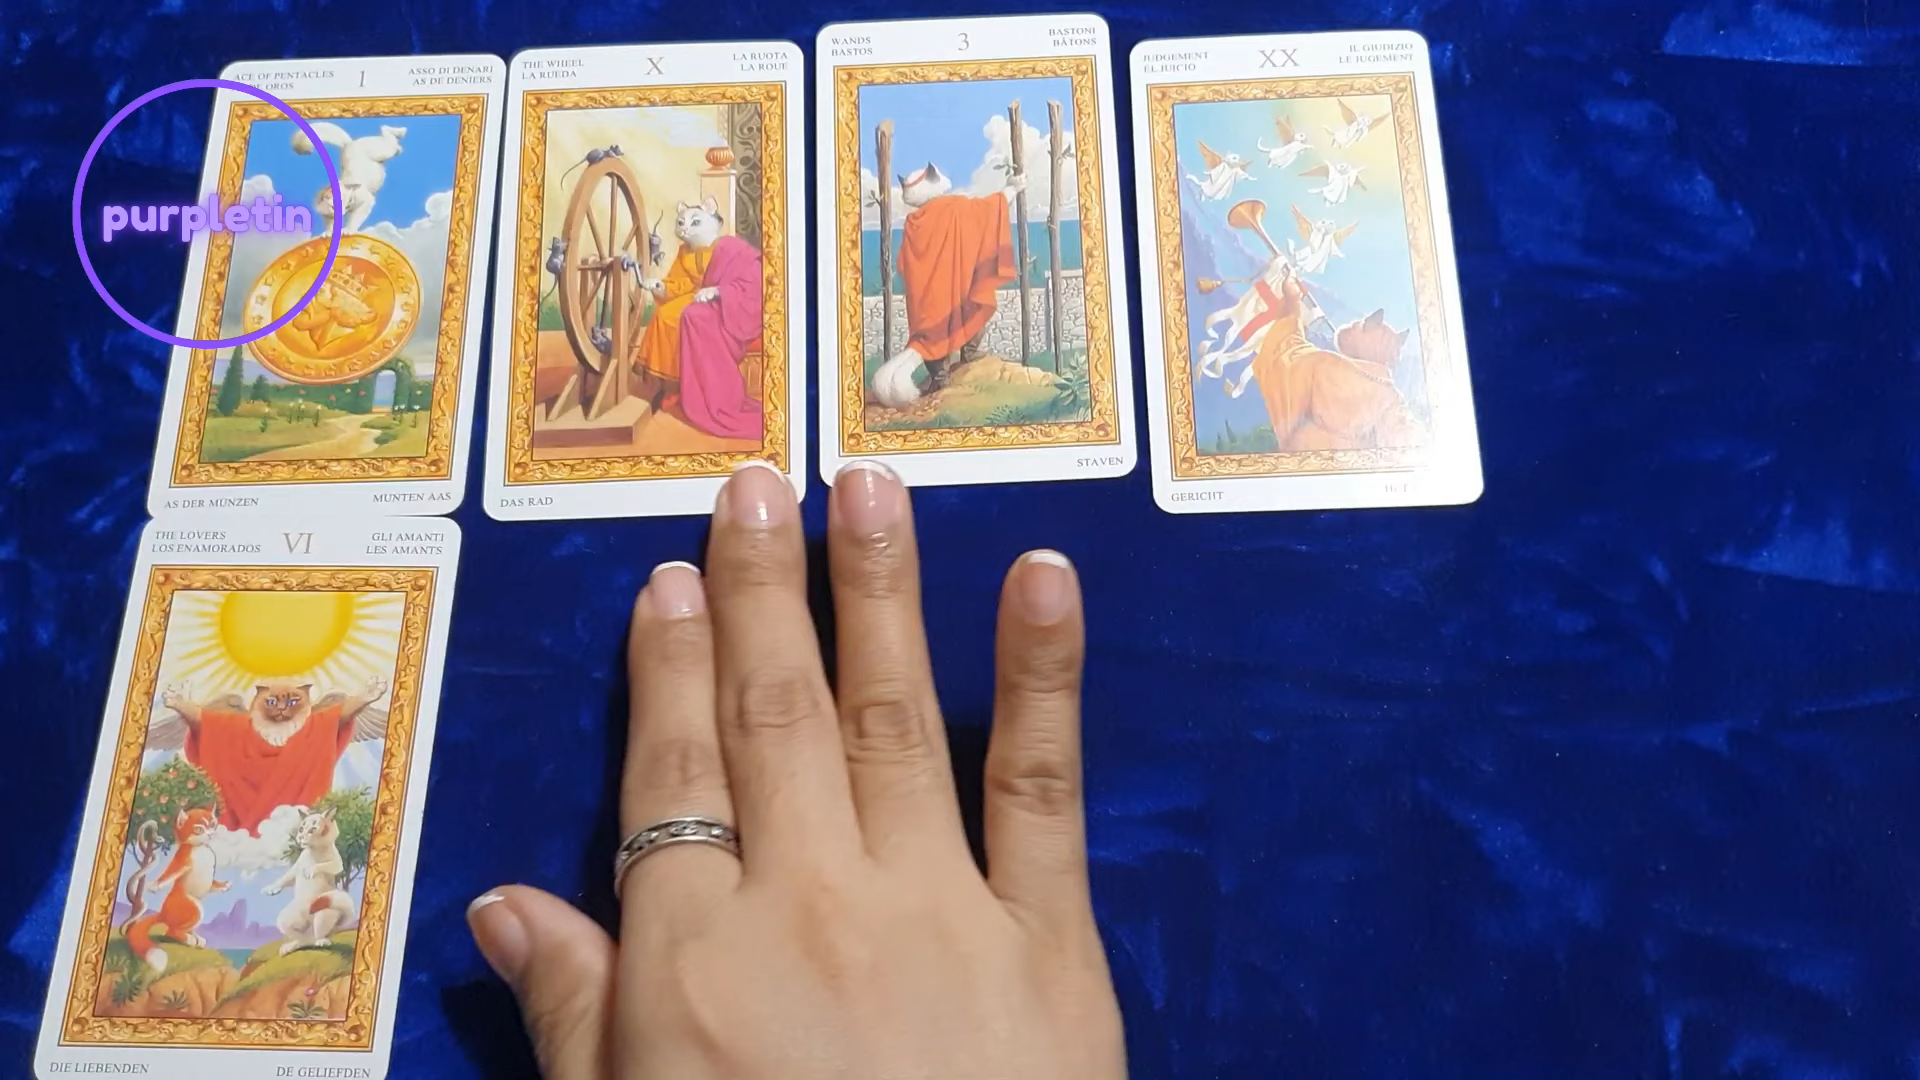 ACE OF PENTACLES
OROS
1
ASSO DI DENARI
AS DE DENIERS
purpletin
AS DER MÜNZEN
MUNTEN AAS
THE WHEEL
LA RUEDA
X
LA RUOTA
LA ROUE
DAS RAD
WANDS
BASTOS
3
BASTONI
BÂTONS
STAVEN
JUDGEMENT
EL JUICIO
XX
IL GIUDIZIO
LE JUGEMENT
GERICHT
THE LOVERS
LOS ENAMORADOS
VI
GLI AMANTI
LES AMANTS
DIE LIEBENDEN
DE GELIEFDEN